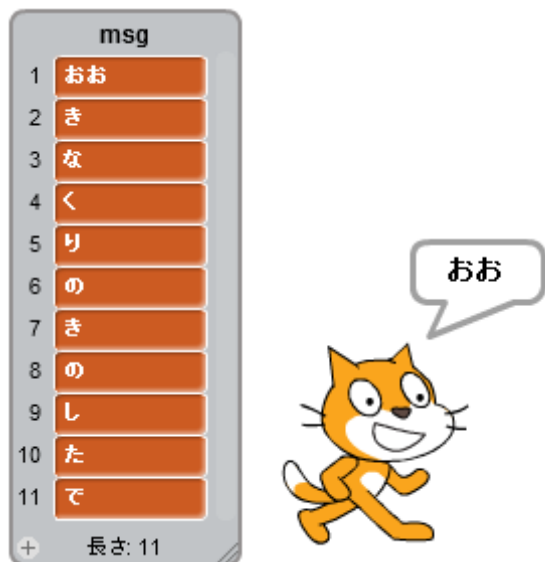 msg
1 おお
2 き
3 な
4 く
5 り
6 の
7 き
8 の
9 し
10 た
11 で
+ 長さ: 11
おお